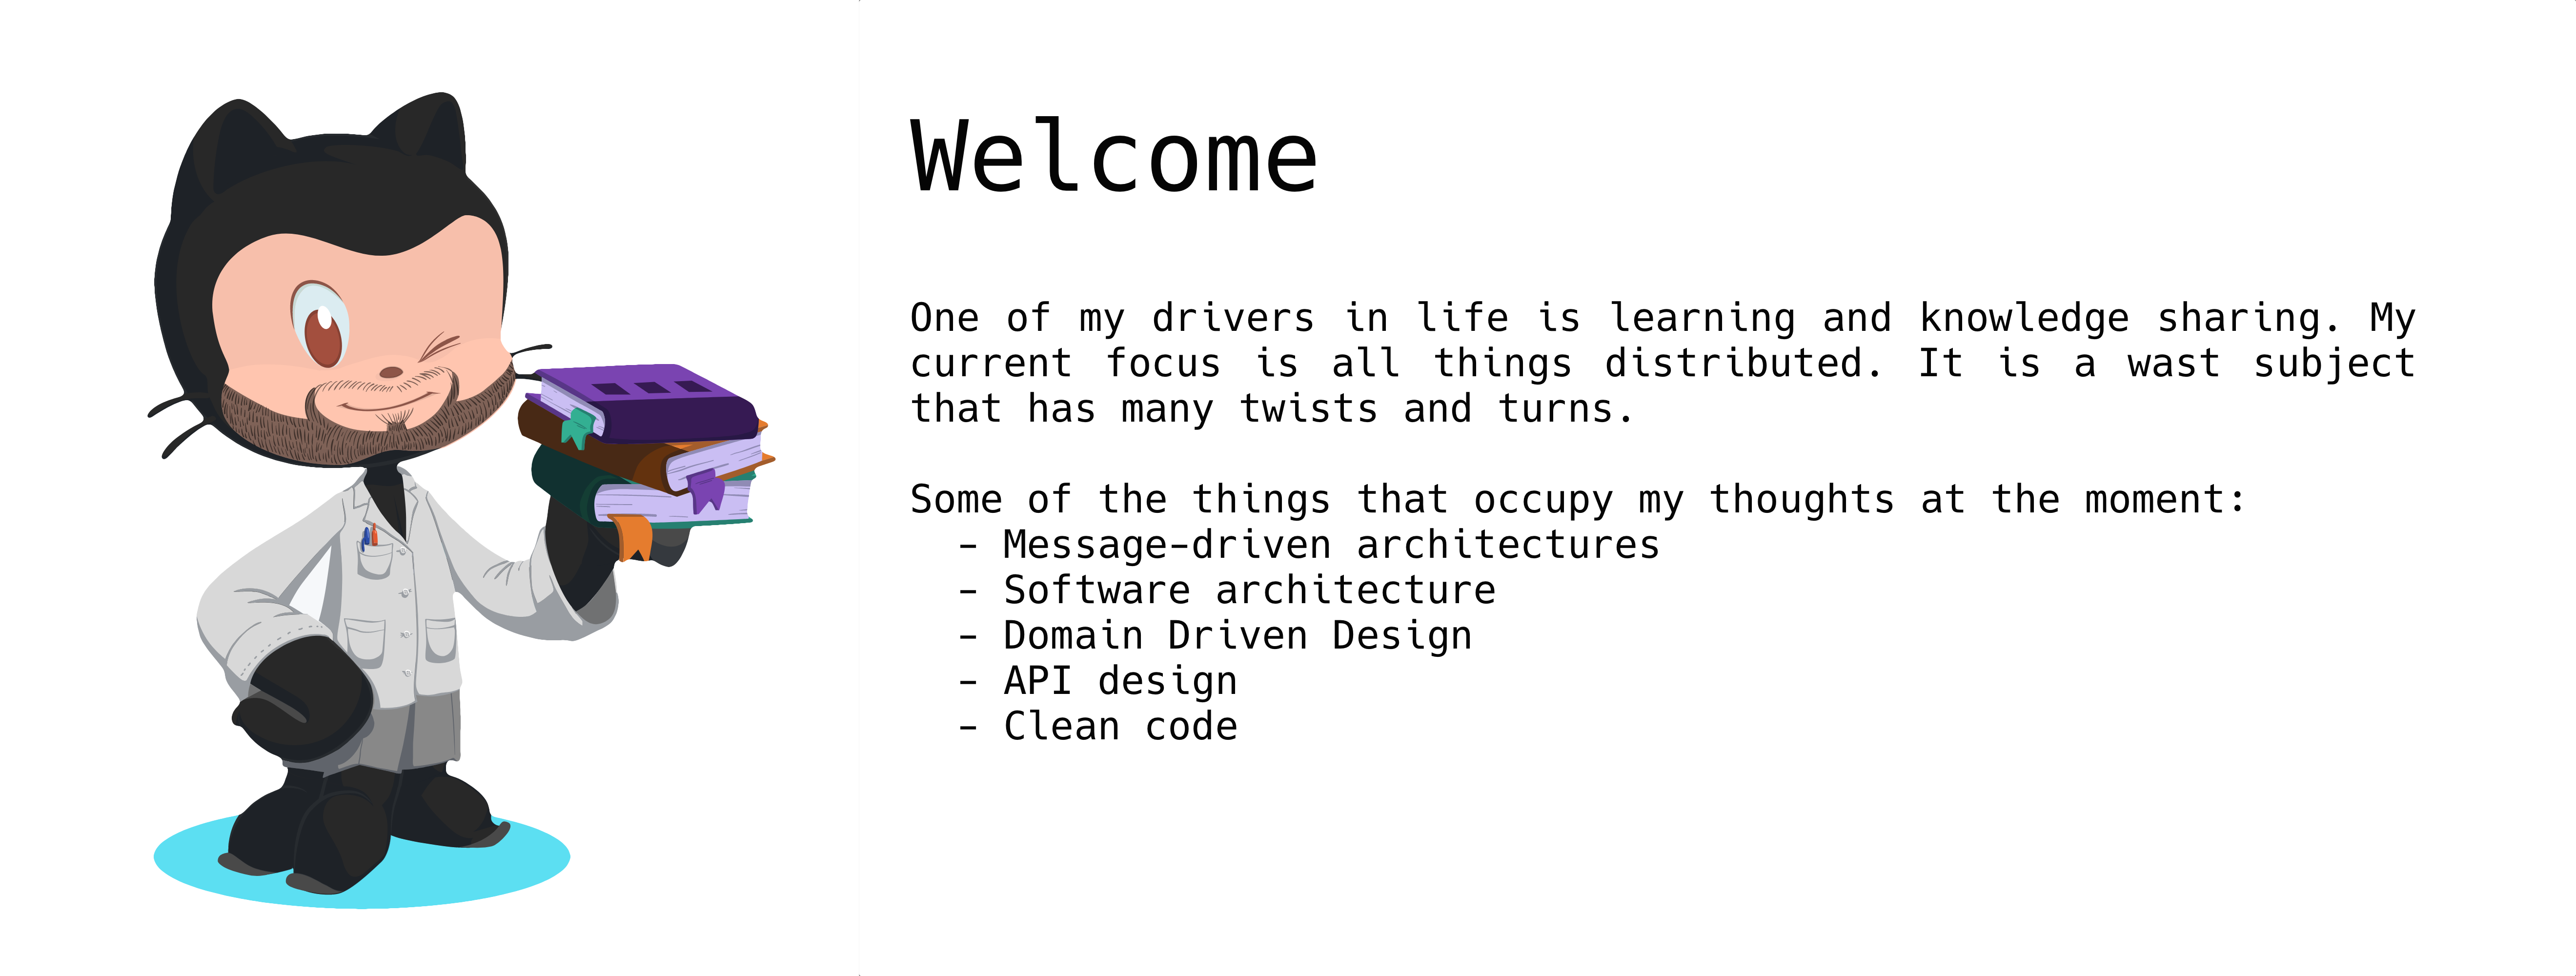 Welcome
One of my drivers in life is learning and knowledge sharing. My
current focus is all things distributed. It is a wast subject
that has many twists and turns.
Some of the things that occupy my thoughts at the moment:
- Message-driven architectures
- Software architecture
- Domain Driven Design
- API design
- Clean code